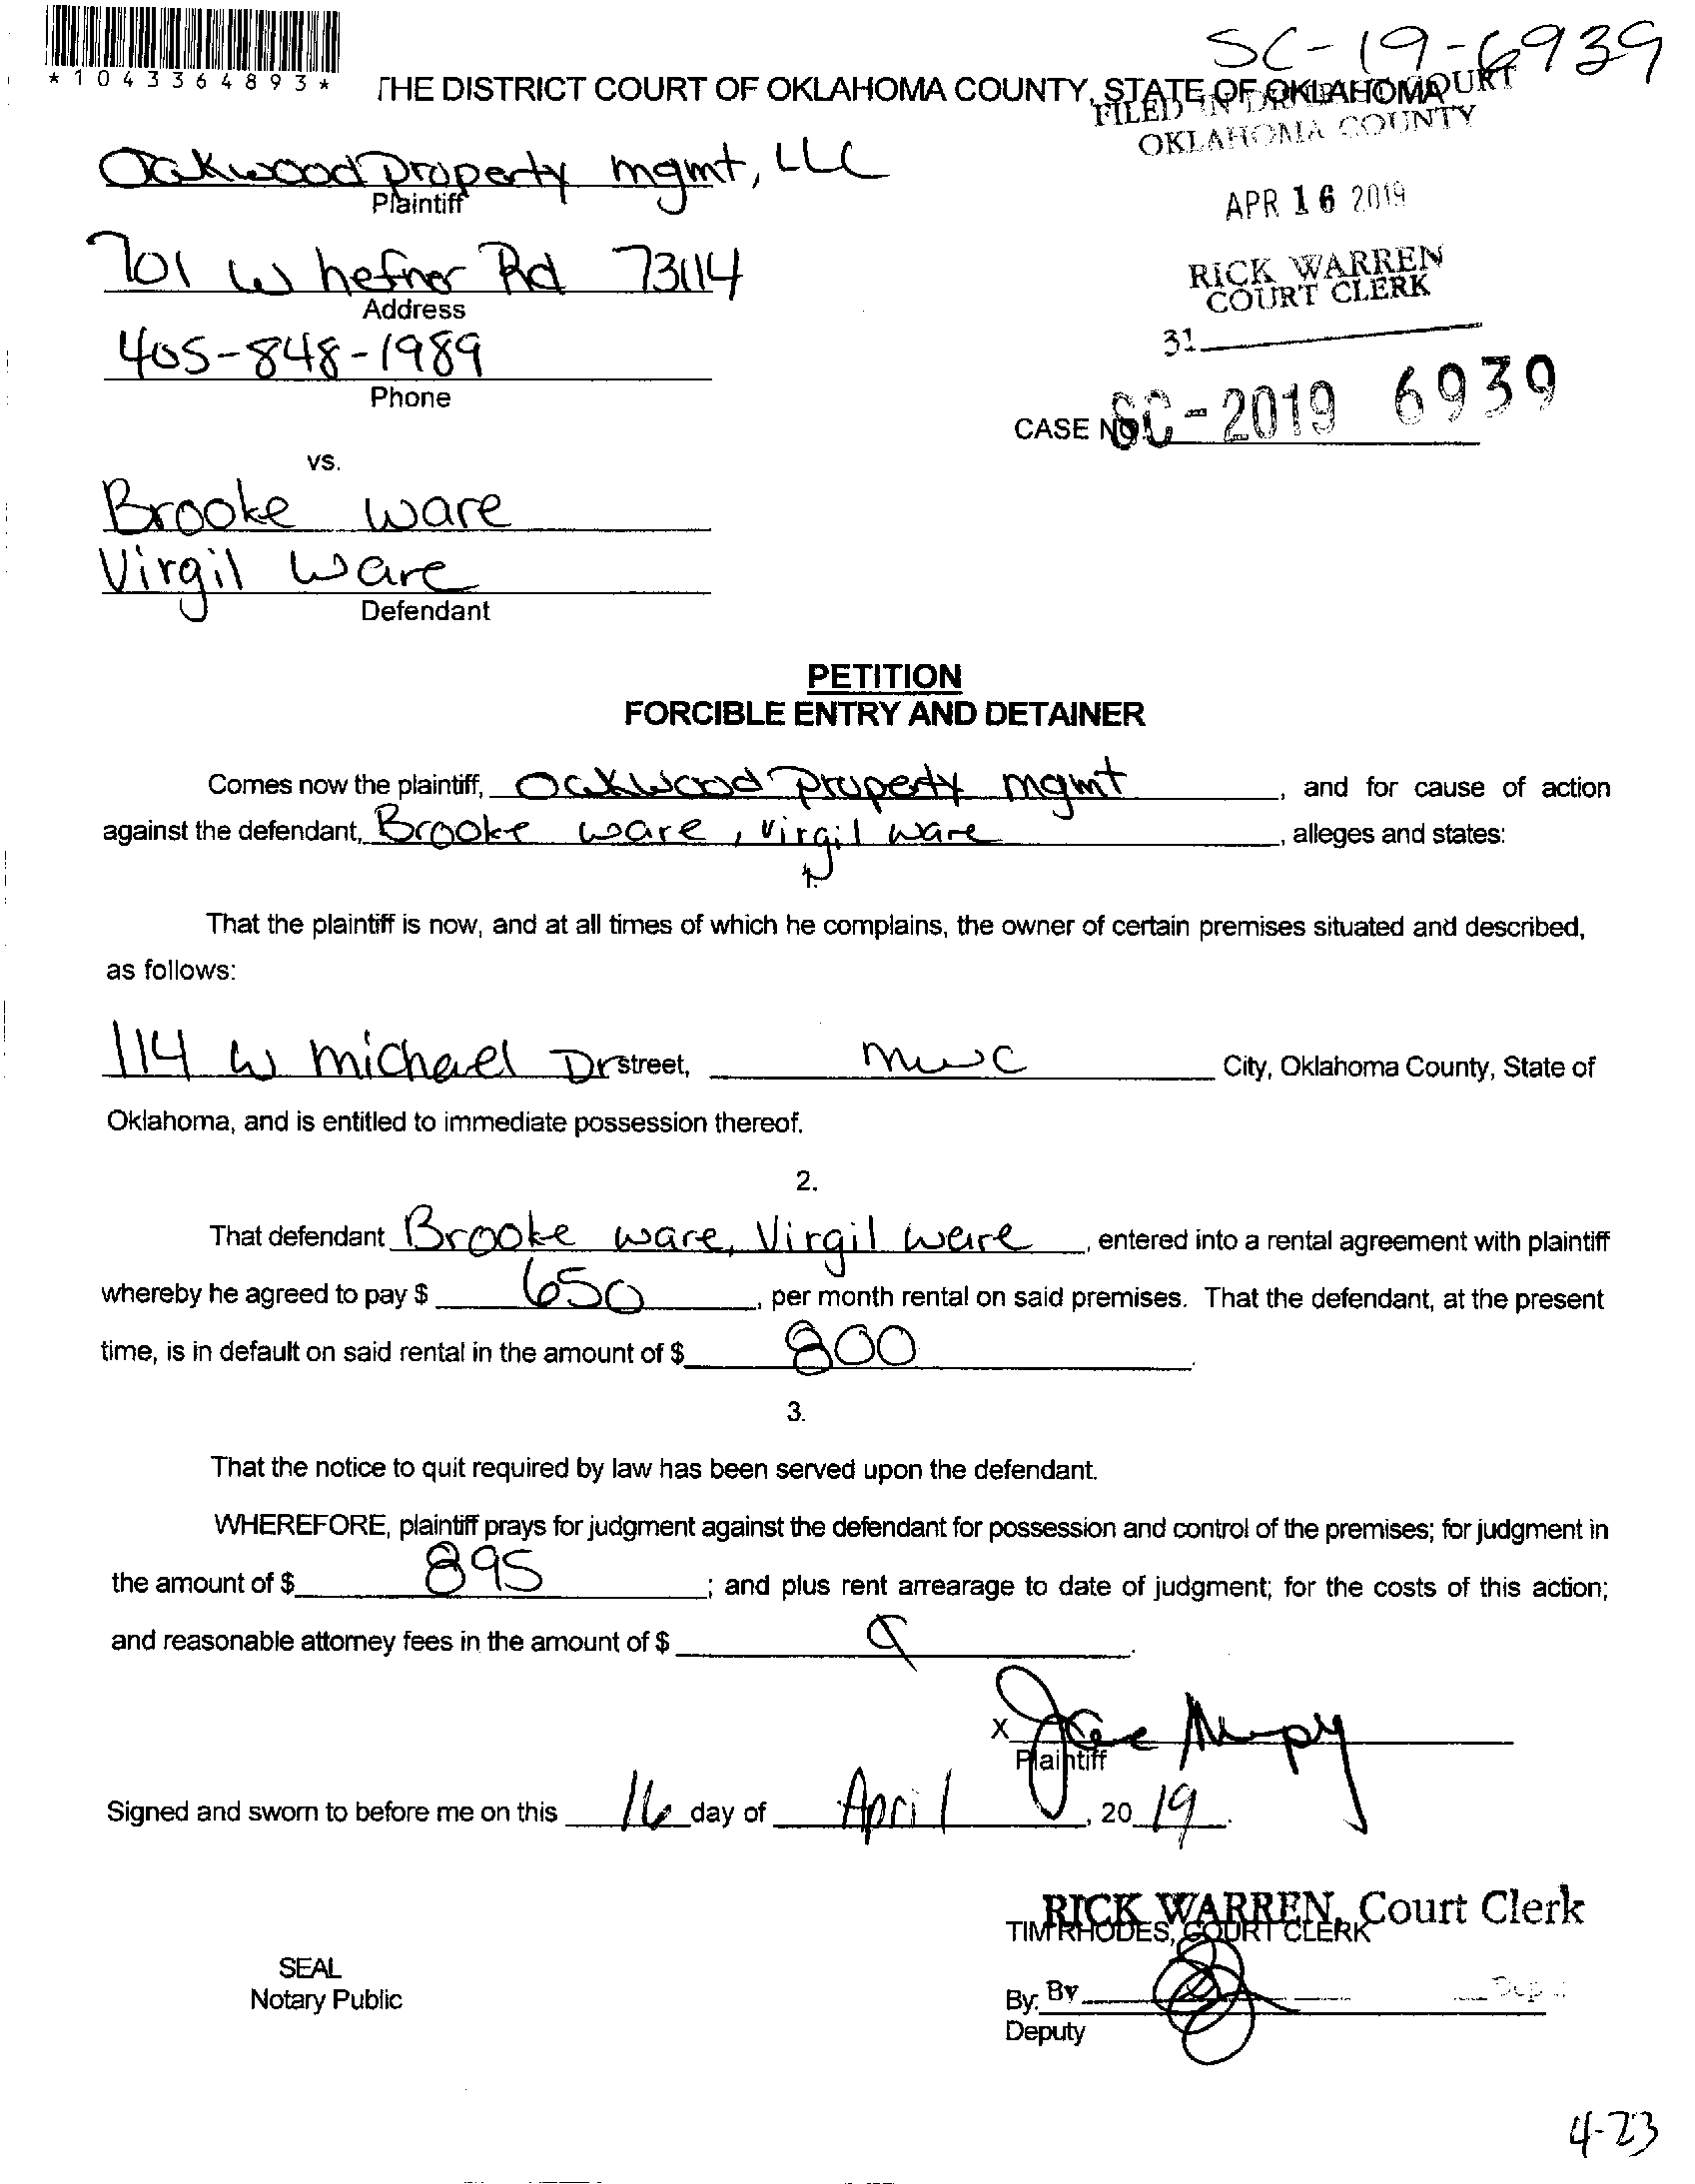 SC-19-6939
*1043364893*
THE DISTRICT COURT OF OKLAHOMA COUNTY, STATE OF OKLAHOMA
FILED IN DISTRICT COURT
OKLAHOMA COUNTY
Oakwood Property mgmt, LLC
Plaintiff
APR 16 2019
701 W hefner Rd 73114
Address
RICK WARREN
COURT CLERK
405-848-1989
Phone
31
CASE NO. SC-2019 6939
vs.
Brooke Ware
Virgil Ware
Defendant
PETITION
FORCIBLE ENTRY AND DETAINER
Comes now the plaintiff, Oakwood Property mgmt, and for cause of action
against the defendant, Brooke Ware, Virgil Ware, alleges and states:
1.
That the plaintiff is now, and at all times of which he complains, the owner of certain premises situated and described,
as follows:
114 W Michael Dr street, MWC City, Oklahoma County, State of
Oklahoma, and is entitled to immediate possession thereof.
2.
That defendant Brooke Ware, Virgil Ware, entered into a rental agreement with plaintiff
whereby he agreed to pay $ 650, per month rental on said premises. That the defendant, at the present
time, is in default on said rental in the amount of $ 800.
3.
That the notice to quit required by law has been served upon the defendant.
WHEREFORE, plaintiff prays for judgment against the defendant for possession and control of the premises; for judgment in
the amount of $ 895; and plus rent arrearage to date of judgment; for the costs of this action;
and reasonable attorney fees in the amount of $
X
Plaintiff
Signed and sworn to before me on this 16 day of April, 2019.
RICK WARREN, Court Clerk
TIM RHODES, COURT CLERK
SEAL
Notary Public
By: By
Deputy
4-23